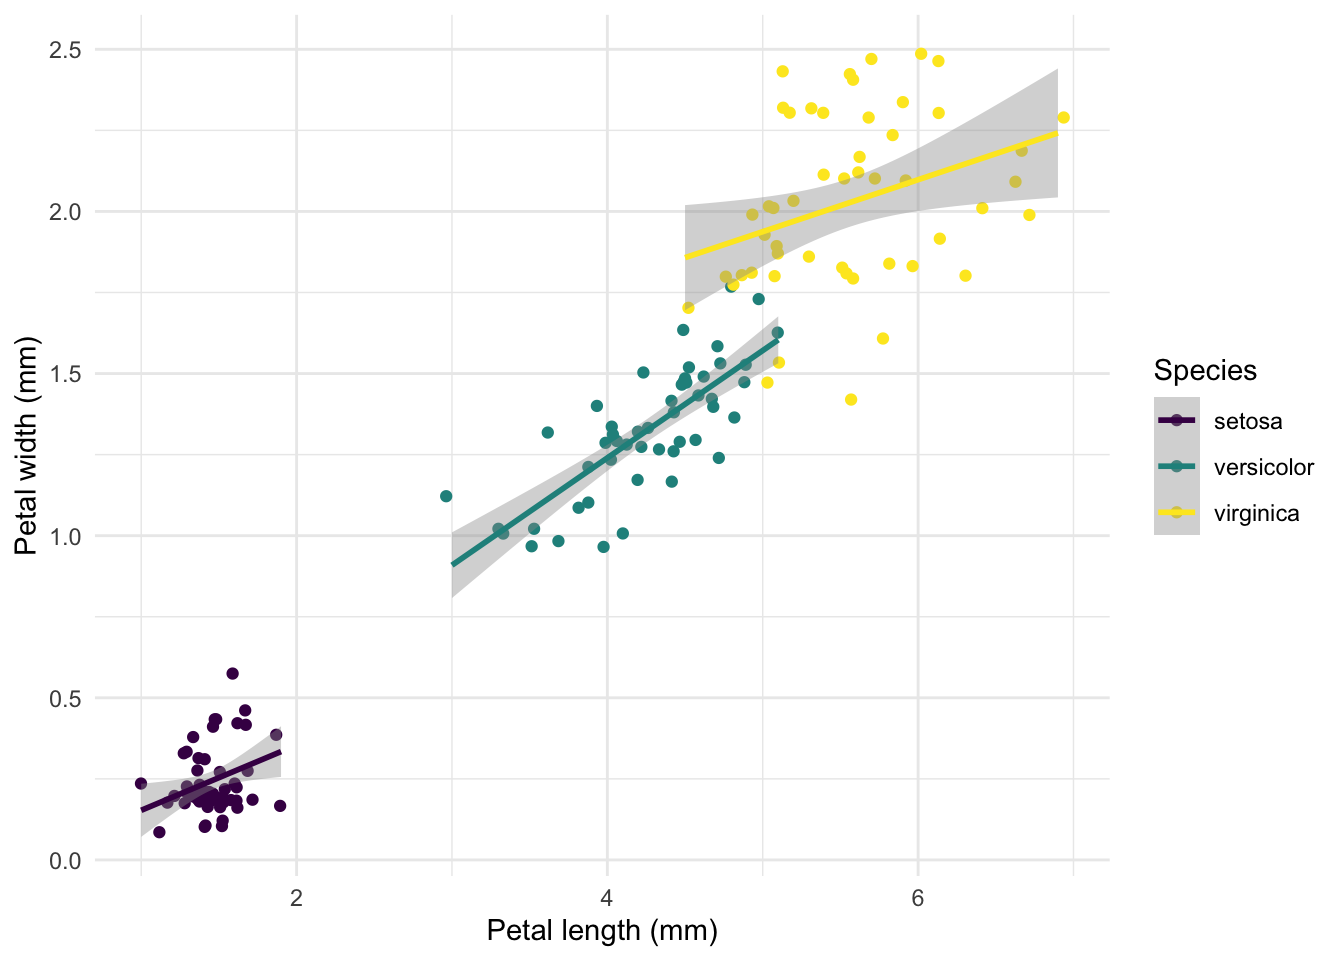 2.5
2.0
1.5
1.0
0.5
0.0
2 4 6
Petal length (mm)
Petal width (mm)
Species
setosa
versicolor
virginica